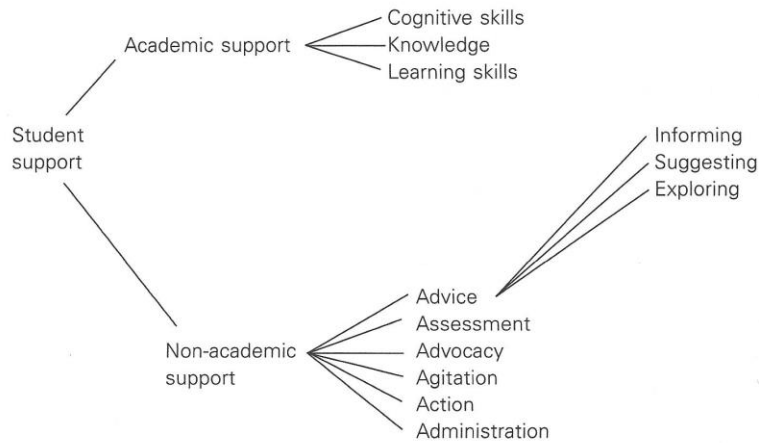 Cognitive skills
Academic support
Knowledge
Learning skills
Student
support
Informing
Suggesting
Exploring
Advice
Assessment
Non-academic
support
Advocacy
Agitation
Action
Administration